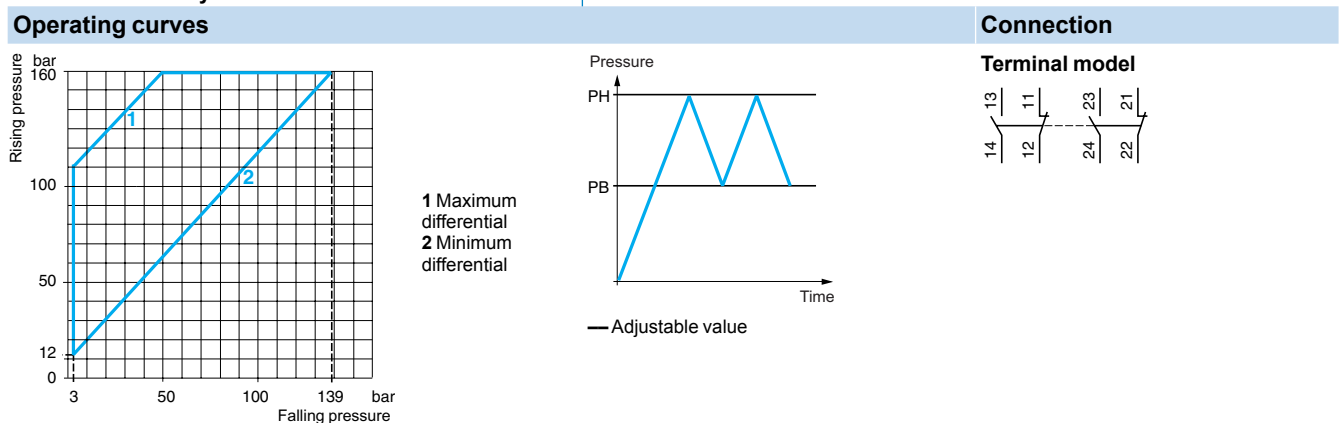 Operating curves
Connection
bar
Rising pressure
160
100
50
12
0
3
50
100
139
bar
Falling pressure
1
2
1 Maximum
differential
2 Minimum
differential
Pressure
PH
PB
Time
Adjustable value
Terminal model
13
11
23
21
14
12
24
22